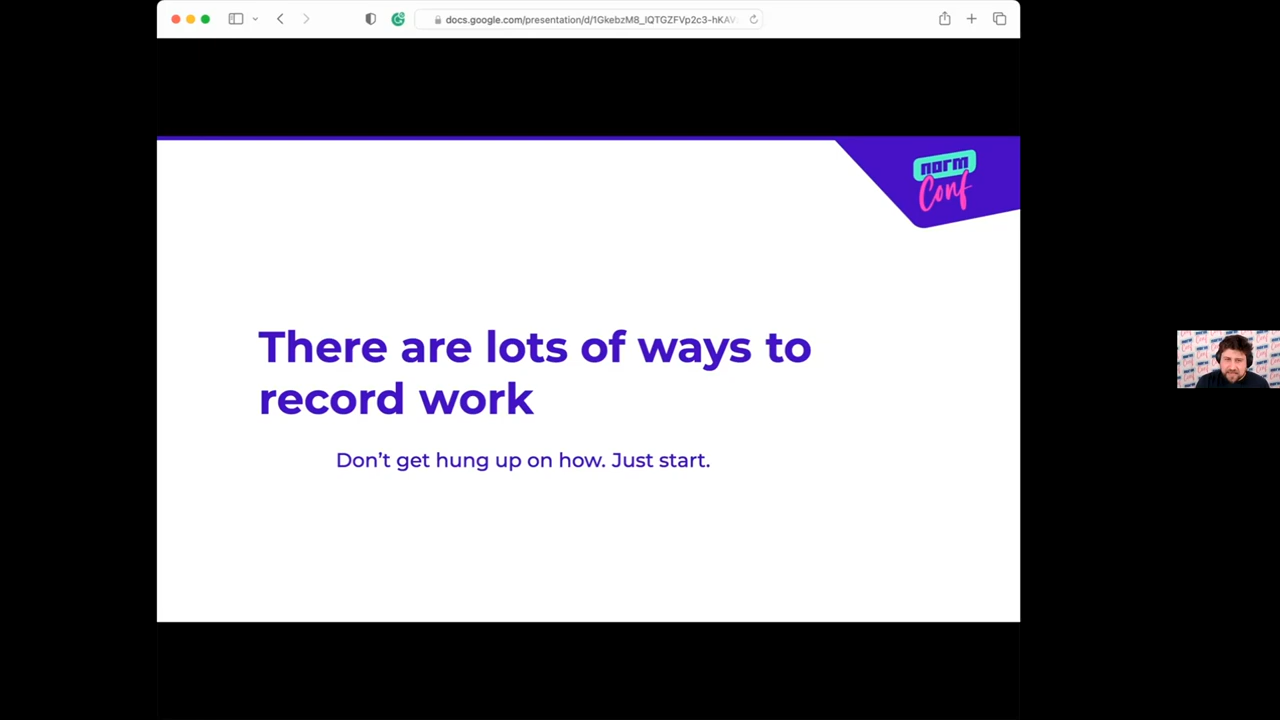 docs.google.com/presentation/d/1GkebzM8_lQTGZFVp2c3-hKAV
norm
Conf
There are lots of ways to
record work
Don’t get hung up on how. Just start.